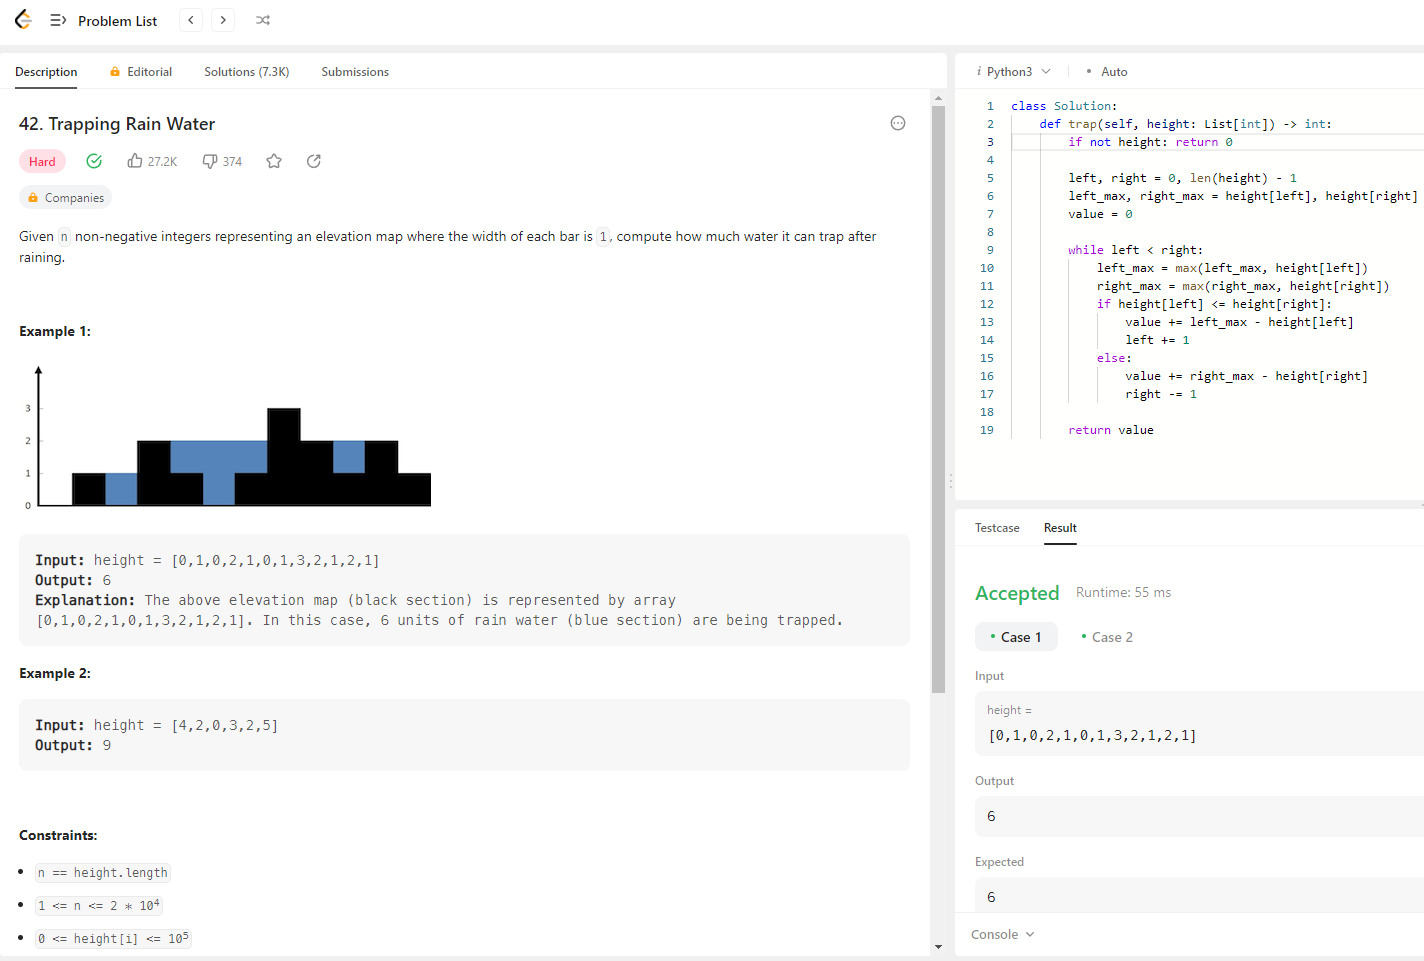 Problem List
Description
Editorial
Solutions (7.3K)
Submissions
42. Trapping Rain Water
Hard
27.2K
374
Companies
Given n non-negative integers representing an elevation map where the width of each bar is 1, compute how much water it can trap after
raining.
Example 1:
3
2
1
0
Input: height = [0,1,0,2,1,0,1,3,2,1,2,1]
Output: 6
Explanation: The above elevation map (black section) is represented by array
[0,1,0,2,1,0,1,3,2,1,2,1]. In this case, 6 units of rain water (blue section) are being trapped.
Example 2:
Input: height = [4,2,0,3,2,5]
Output: 9
Constraints:
• n == height.length
• 1 <= n <= 2 * 10⁴
• 0 <= height[i] <= 10⁵
i Python3
• Auto
1 class Solution:
2     def trap(self, height: List[int]) -> int:
3         if not height: return 0
4
5         left, right = 0, len(height) - 1
6         left_max, right_max = height[left], height[right]
7         value = 0
8
9         while left < right:
10             left_max = max(left_max, height[left])
11             right_max = max(right_max, height[right])
12             if height[left] <= height[right]:
13                 value += left_max - height[left]
14                 left += 1
15             else:
16                 value += right_max - height[right]
17                 right -= 1
18
19         return value
Testcase
Result
Accepted
Runtime: 55 ms
• Case 1
• Case 2
Input
height =
[0,1,0,2,1,0,1,3,2,1,2,1]
Output
6
Expected
6
Console